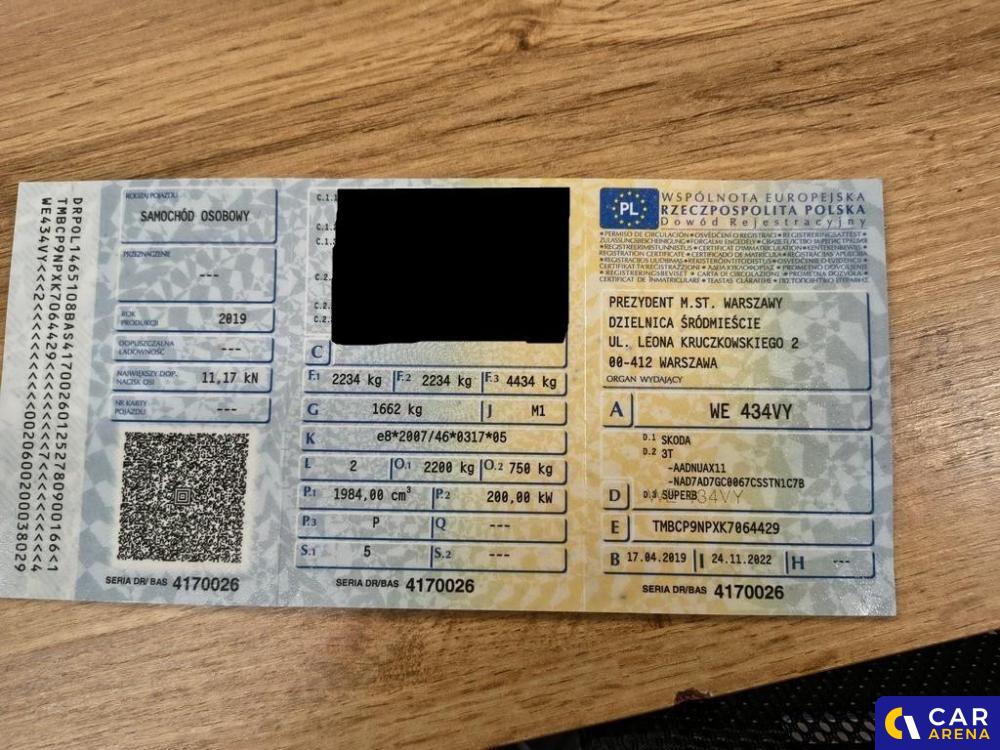 DRPOL1465108BAS417002601252780900166<1
TMBCP9NPXK7064429<<<<<<<<<<7<<<<<<<<<4
RODZAJ POJAZDU
SAMOCHÓD OSOBOWY
PRZEZNACZENIE
---
ROK PRODUKCJI 2019
DOPUSZCZALNA ŁADOWNOŚĆ ---
NAJWIĘKSZY DOP. NACISK OSI 11,17 kN
NR KARTY POJAZDU ---
SERIA DR/BAS 4170026
C.1.1
C.1.
C.1.3
C.2.
C.2.
C.2.
C
F.1 2234 kg F.2 2234 kg F.3 4434 kg
G 1662 kg J M1
K e8*2007/46*0317*05
L 2 O.1 2200 kg O.2 750 kg
P.1 1984,00 cm³ P.2 200,00 kW
P.3 P Q ---
S.1 5 S.2 ---
SERIA DR/BAS 4170026
PL
WSPÓLNOTA EUROPEJSKA
RZECZPOSPOLITA POLSKA
Dowód Rejestracyjny
PREZYDENT M.ST. WARSZAWY
DZIELNICA ŚRÓDMIEŚCIE
UL. LEONA KRUCZKOWSKIEGO 2
00-412 WARSZAWA
ORGAN WYDAJĄCY
A WE 434VY
D.1 SKODA
D.2 3T
-AADNUAX11
-NAD7AD7GC0067CSSTN1C7B
D D.3 SUPERB
WE 434VY
E TMBCP9NPXK7064429
B 17.04.2019 I 24.11.2022 H ---
SERIA DR/BAS 4170026
CAR
ARENA